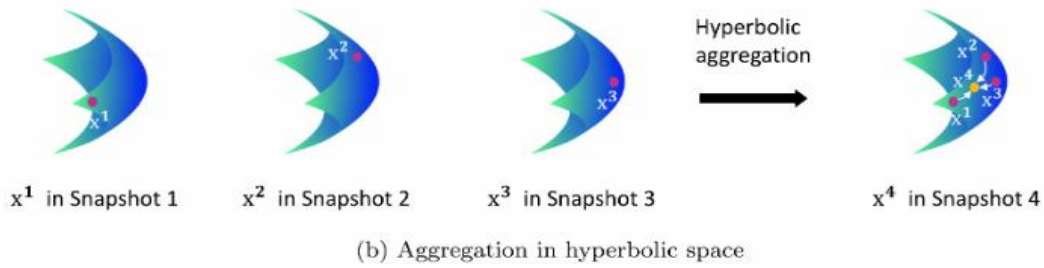 x²
x³
x¹
Hyperbolic
aggregation
x²
x⁴
x³
x¹
x¹ in Snapshot 1
x² in Snapshot 2
x³ in Snapshot 3
x⁴ in Snapshot 4
(b) Aggregation in hyperbolic space